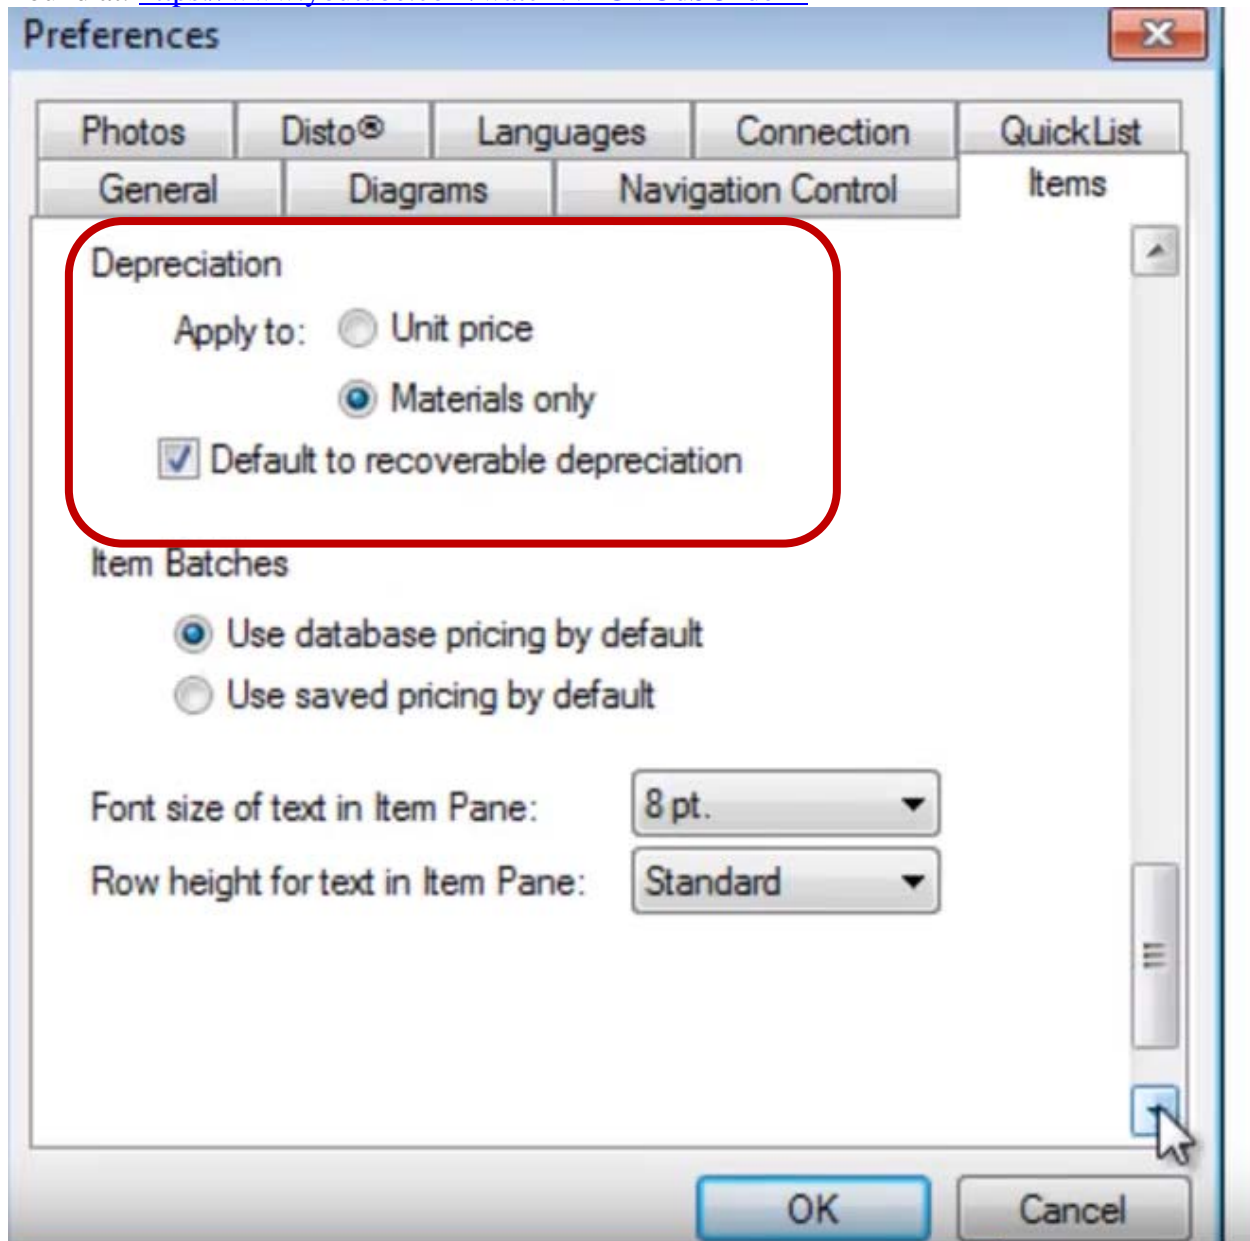 Preferences
Photos Disto® Languages Connection QuickList
General Diagrams Navigation Control Items
Depreciation
Apply to: Unit price
Materials only
Default to recoverable depreciation
Item Batches
Use database pricing by default
Use saved pricing by default
Font size of text in Item Pane: 8 pt.
Row height for text in Item Pane: Standard
OK Cancel